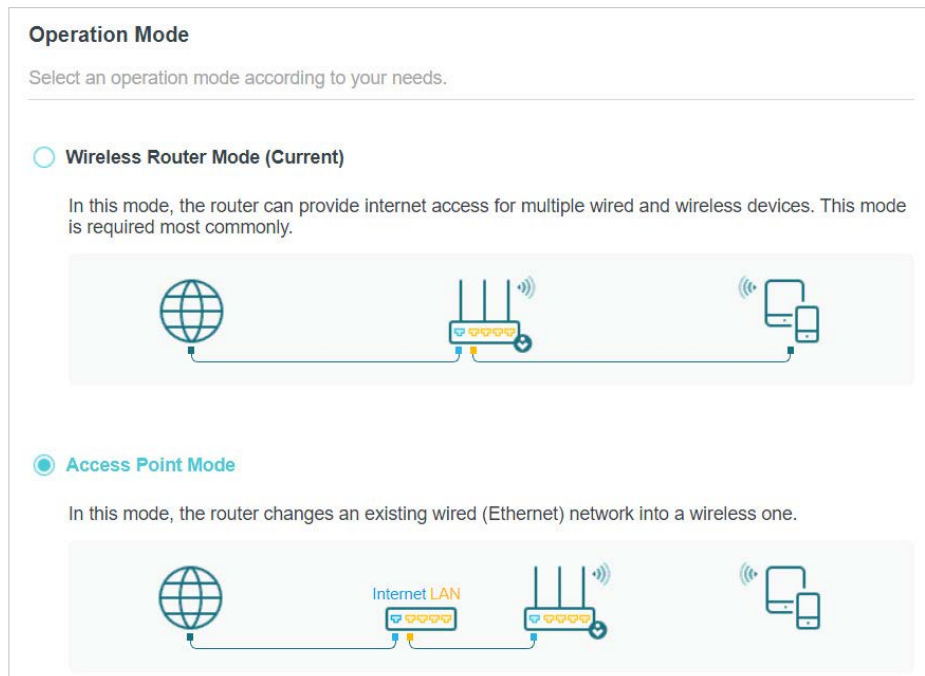 Operation Mode
Select an operation mode according to your needs.
Wireless Router Mode (Current)
In this mode, the router can provide internet access for multiple wired and wireless devices. This mode
is required most commonly.
Access Point Mode
In this mode, the router changes an existing wired (Ethernet) network into a wireless one.
Internet LAN